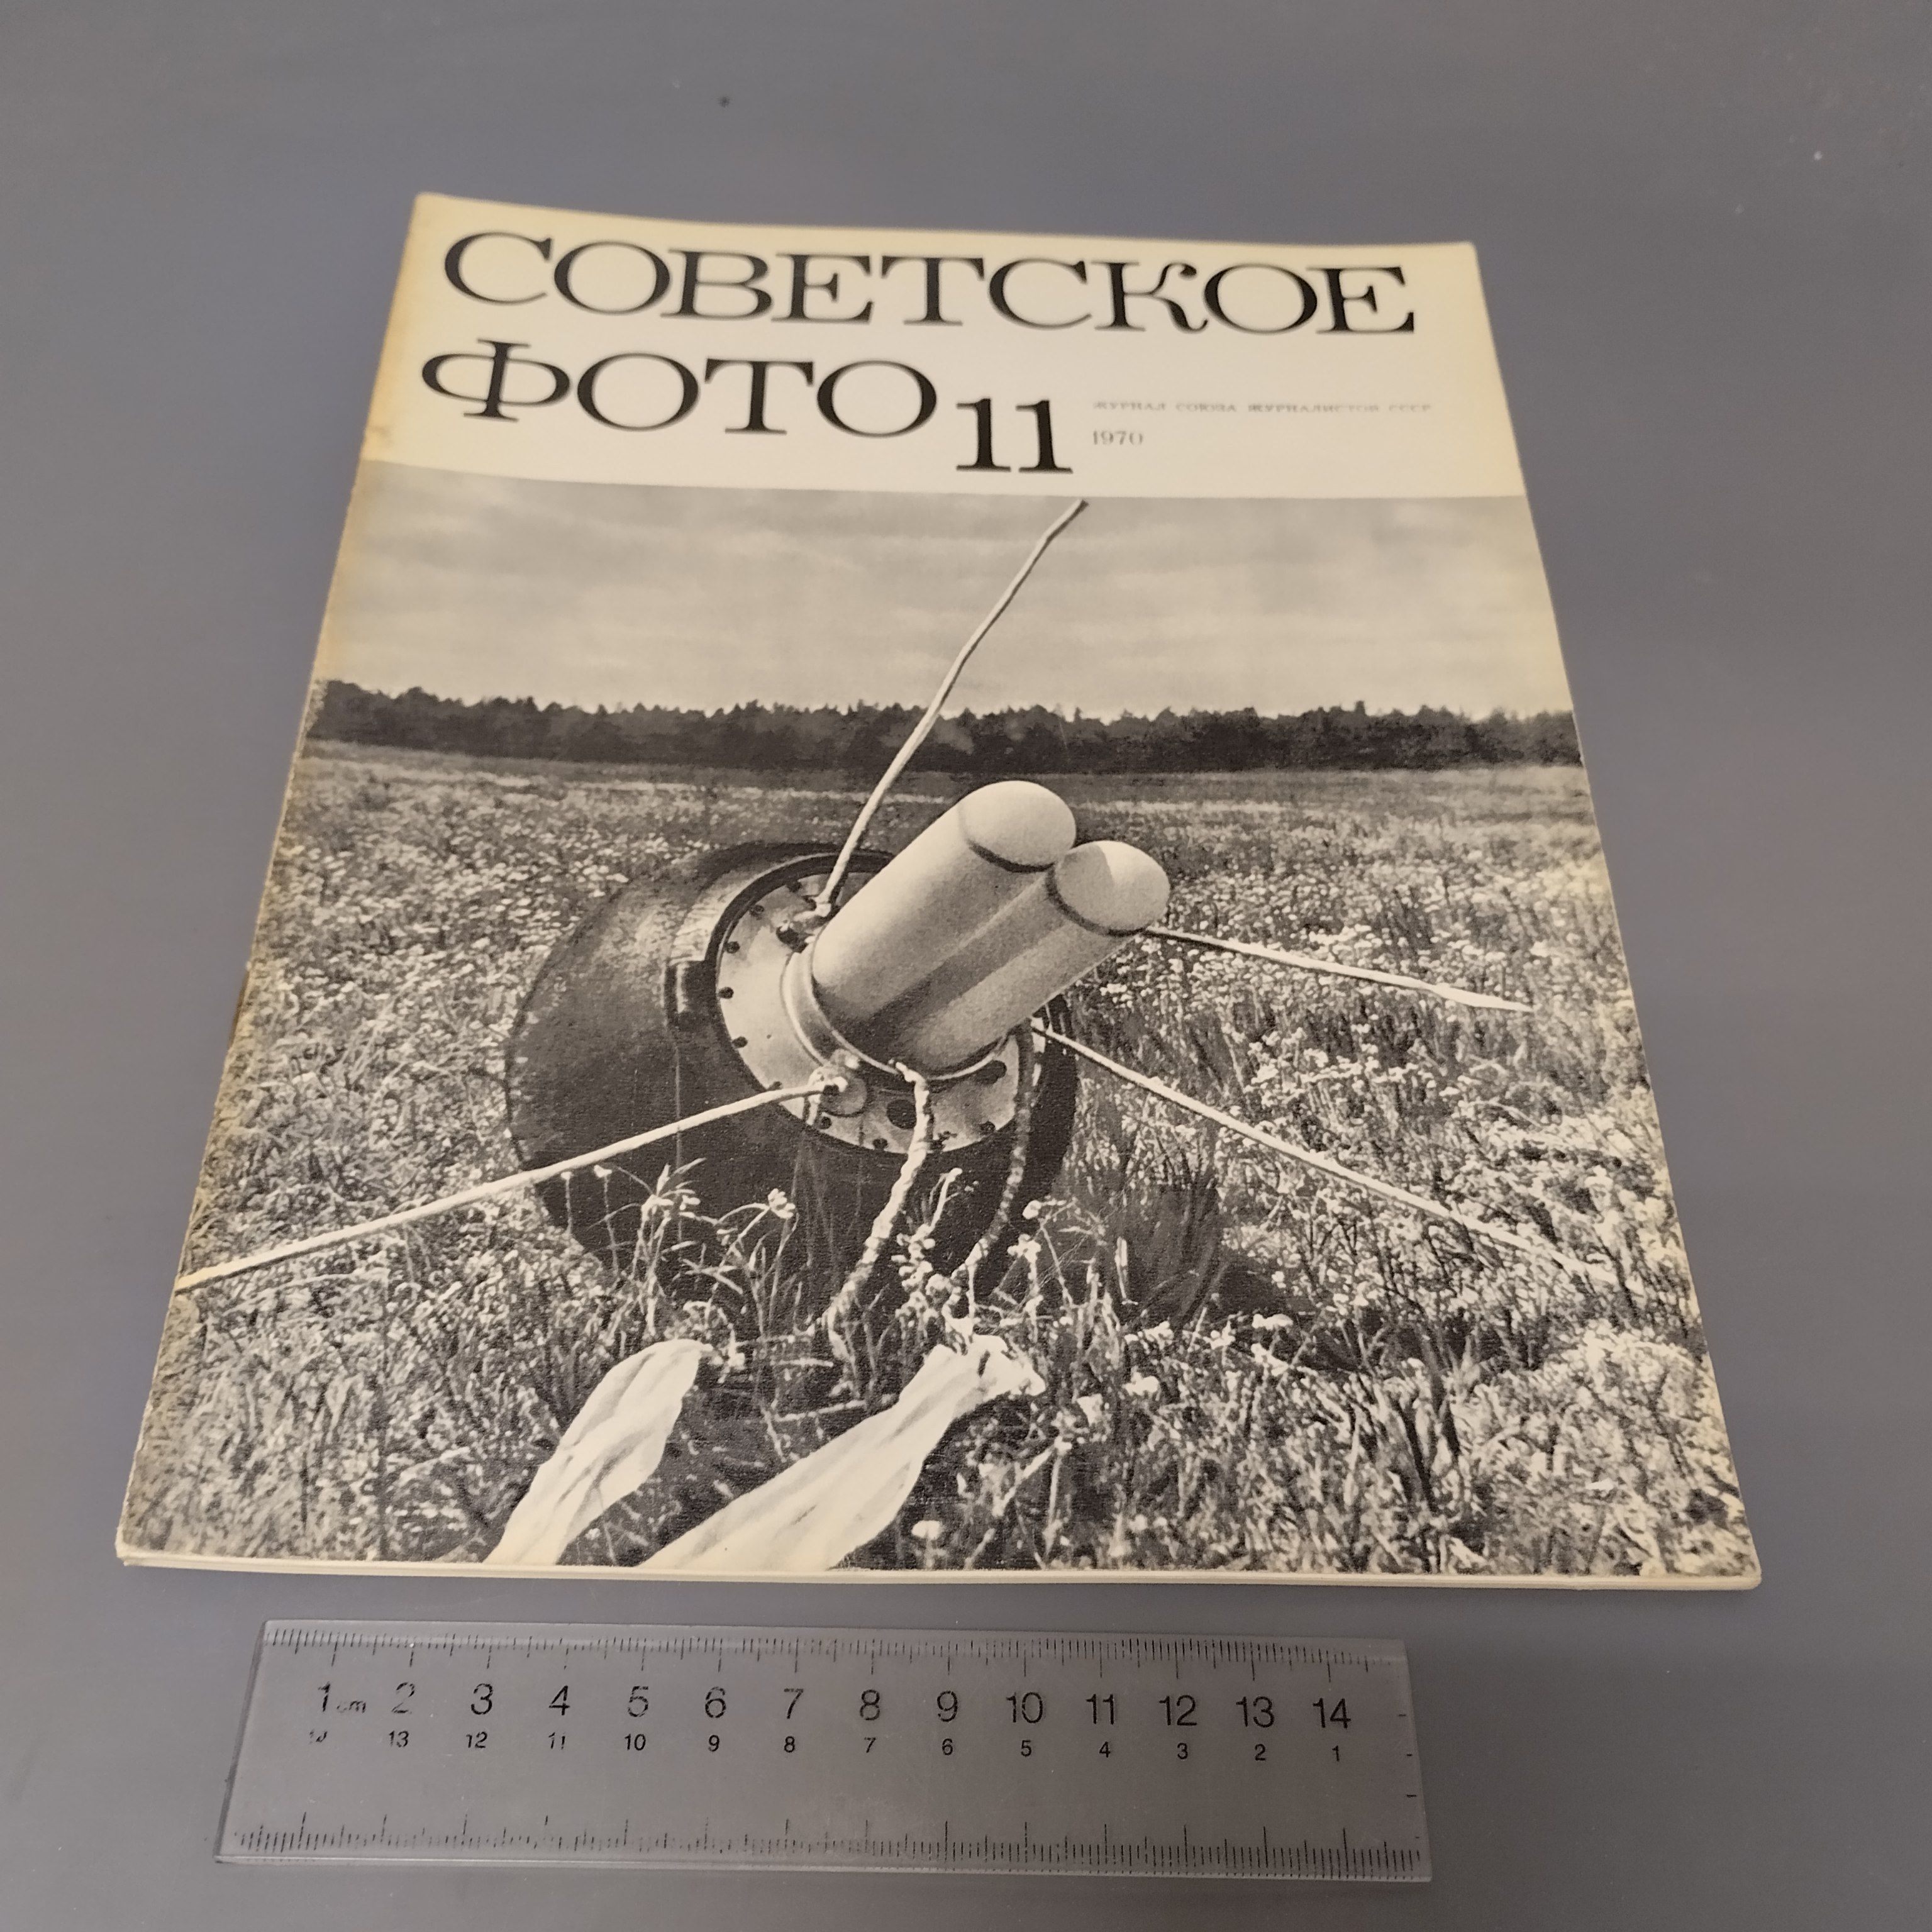 СОВЕТСКОЕ
ФОТО 11
ЖУРНАЛ СОЮЗА ЖУРНАЛИСТОВ СССР
1970
1 cm 2 3 4 5 6 7 8 9 10 11 12 13 14
14 13 12 11 10 9 8 7 6 5 4 3 2 1